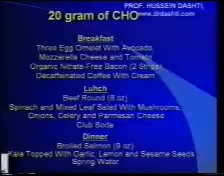 PROF. HUSSEIN DASHTI,
20 gram of CHO
www.drdashti.com
Breakfast
Three Egg Omelet With Avocado,
Mozzarella Cheese and Tomato
Organic Nitrate-Free Bacon (2 Strips)
Decaffeinated Coffee With Cream
Luhch
Beef Round (8 oz)
Spinach and Mixed Leaf Salad With Mushrooms,
Onions, Celery and Parmesan Cheese
Club Soda
Dinner
Broiled Salmon (9 oz)
Kale Topped With Garlic, Lemon and Sesame Seeds
Spring Water